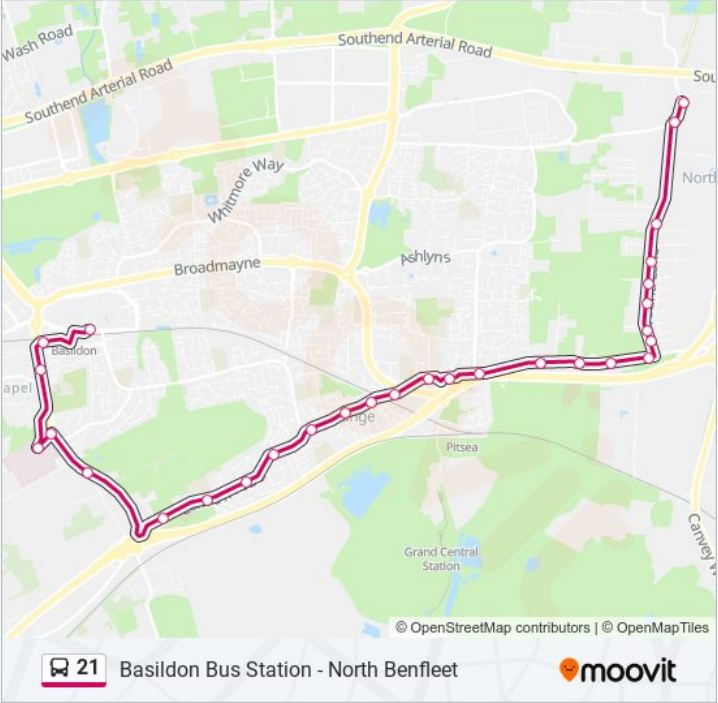 Wash Road
Southend Arterial Road
Southend Arterial Road
Sou
North
Whitmore Way
Ashlyns
Broadmayne
Basildon
apel
nge
Pitsea
Grand Central
Station
Canvey W
© OpenStreetMap contributors | © OpenMapTiles
21 Basildon Bus Station - North Benfleet
moovit